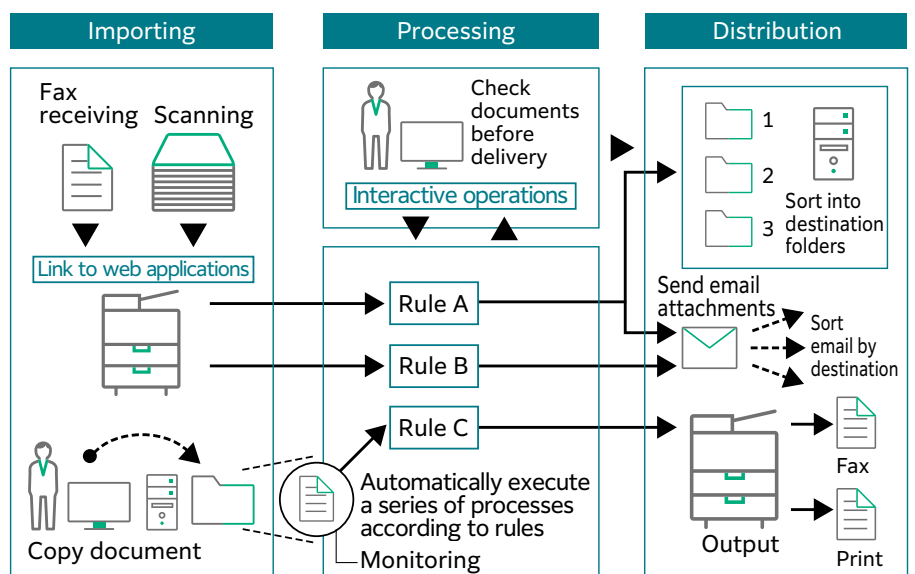 Importing
Fax
receiving
Scanning
Link to web applications
Copy document
Processing
Check
documents
before
delivery
Interactive operations
Rule A
Rule B
Rule C
Automatically execute
a series of processes
according to rules
Monitoring
Distribution
1
2
3
Sort into
destination
folders
Send email
attachments
Sort
email by
destination
Output
Fax
Print